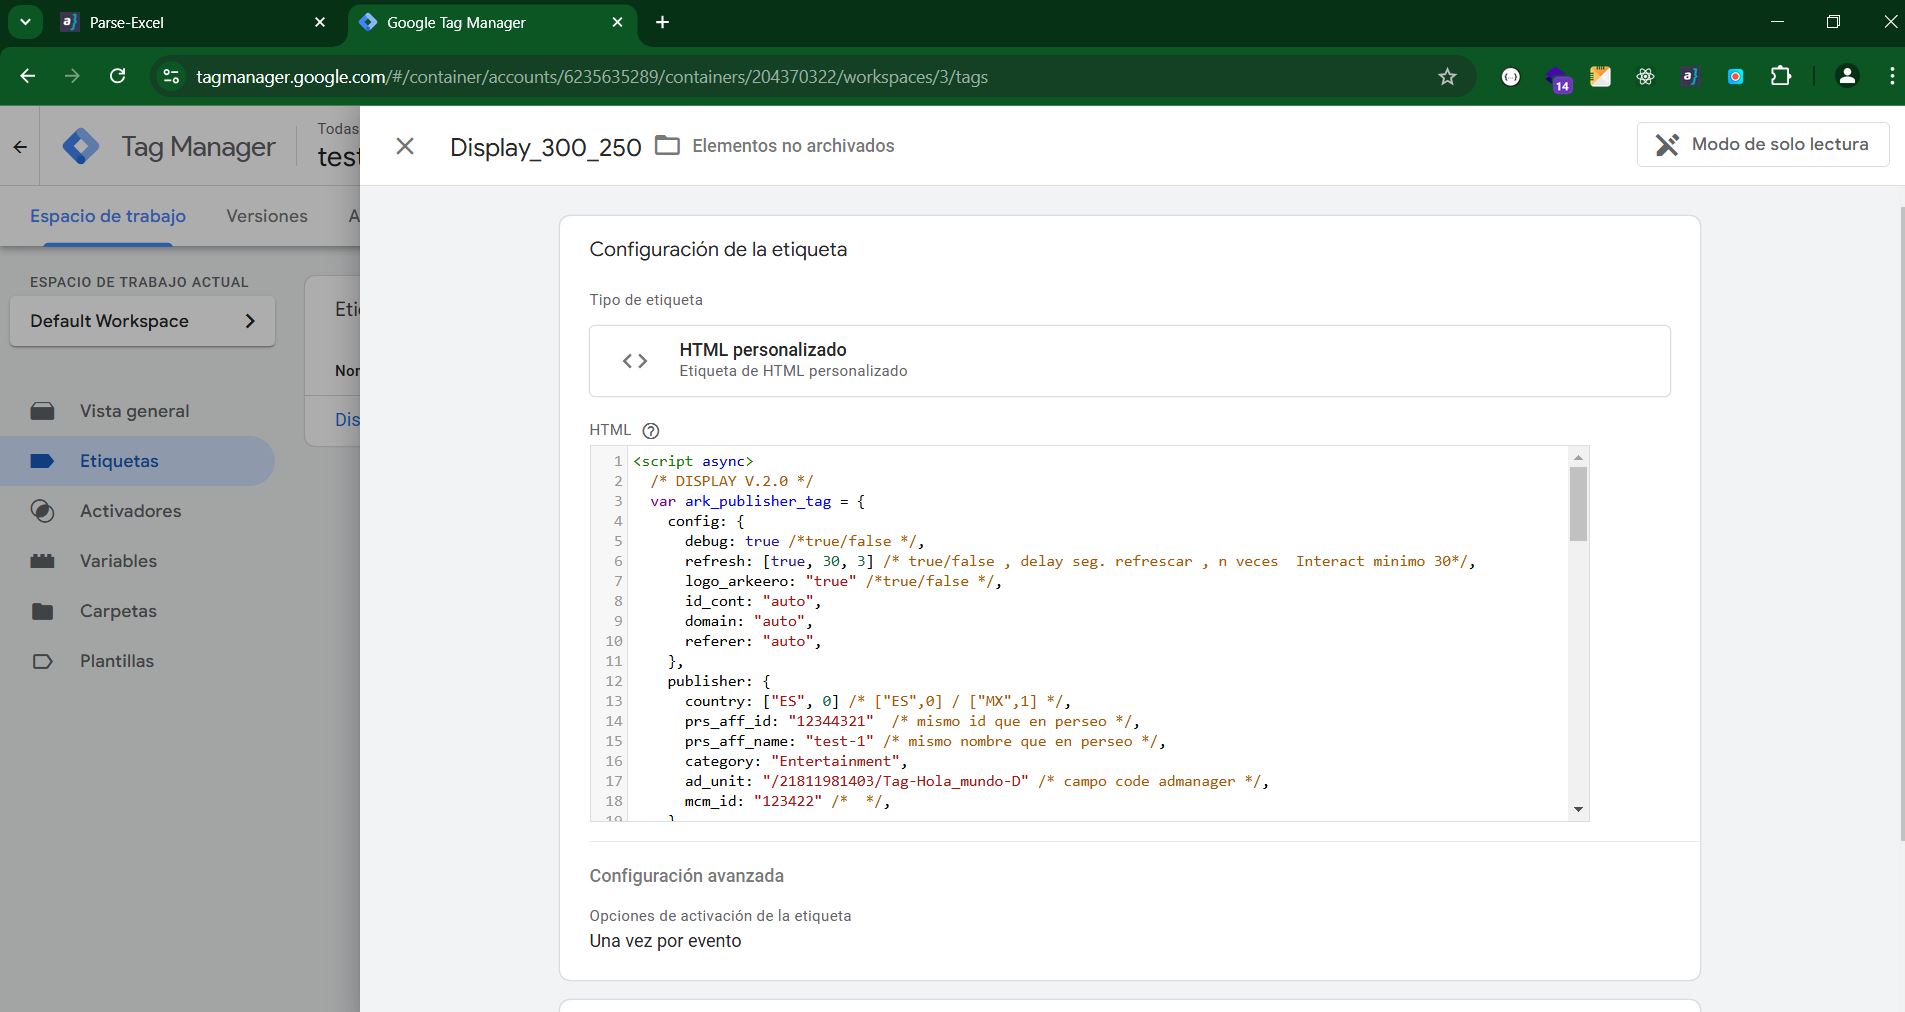 Parse-Excel
Google Tag Manager
tagmanager.google.com/#/container/accounts/6235635289/containers/204370322/workspaces/3/tags
14
Tag Manager
Todas
test
Display_300_250
Elementos no archivados
Modo de solo lectura
Espacio de trabajo
Versiones
A
ESPACIO DE TRABAJO ACTUAL
Default Workspace
Vista general
Etiquetas
Activadores
Variables
Carpetas
Plantillas
Eti
Nor
Dis
Configuración de la etiqueta
Tipo de etiqueta
HTML personalizado
Etiqueta de HTML personalizado
HTML
1 <script async>
2 /* DISPLAY V.2.0 */
3 var ark_publisher_tag = {
4 config: {
5 debug: true /*true/false */,
6 refresh: [true, 30, 3] /* true/false , delay seg. refrescar , n veces  Interact minimo 30*/,
7 logo_arkeero: "true" /*true/false */,
8 id_cont: "auto",
9 domain: "auto",
10 referer: "auto",
11 },
12 publisher: {
13 country: ["ES", 0] /* ["ES",0] / ["MX",1] */,
14 prs_aff_id: "12344321"  /* mismo id que en perseo */,
15 prs_aff_name: "test-1" /* mismo nombre que en perseo */,
16 category: "Entertainment",
17 ad_unit: "/21811981403/Tag-Hola_mundo-D" /* campo code admanager */,
18 mcm_id: "123422" /*  */,
19 }
Configuración avanzada
Opciones de activación de la etiqueta
Una vez por evento